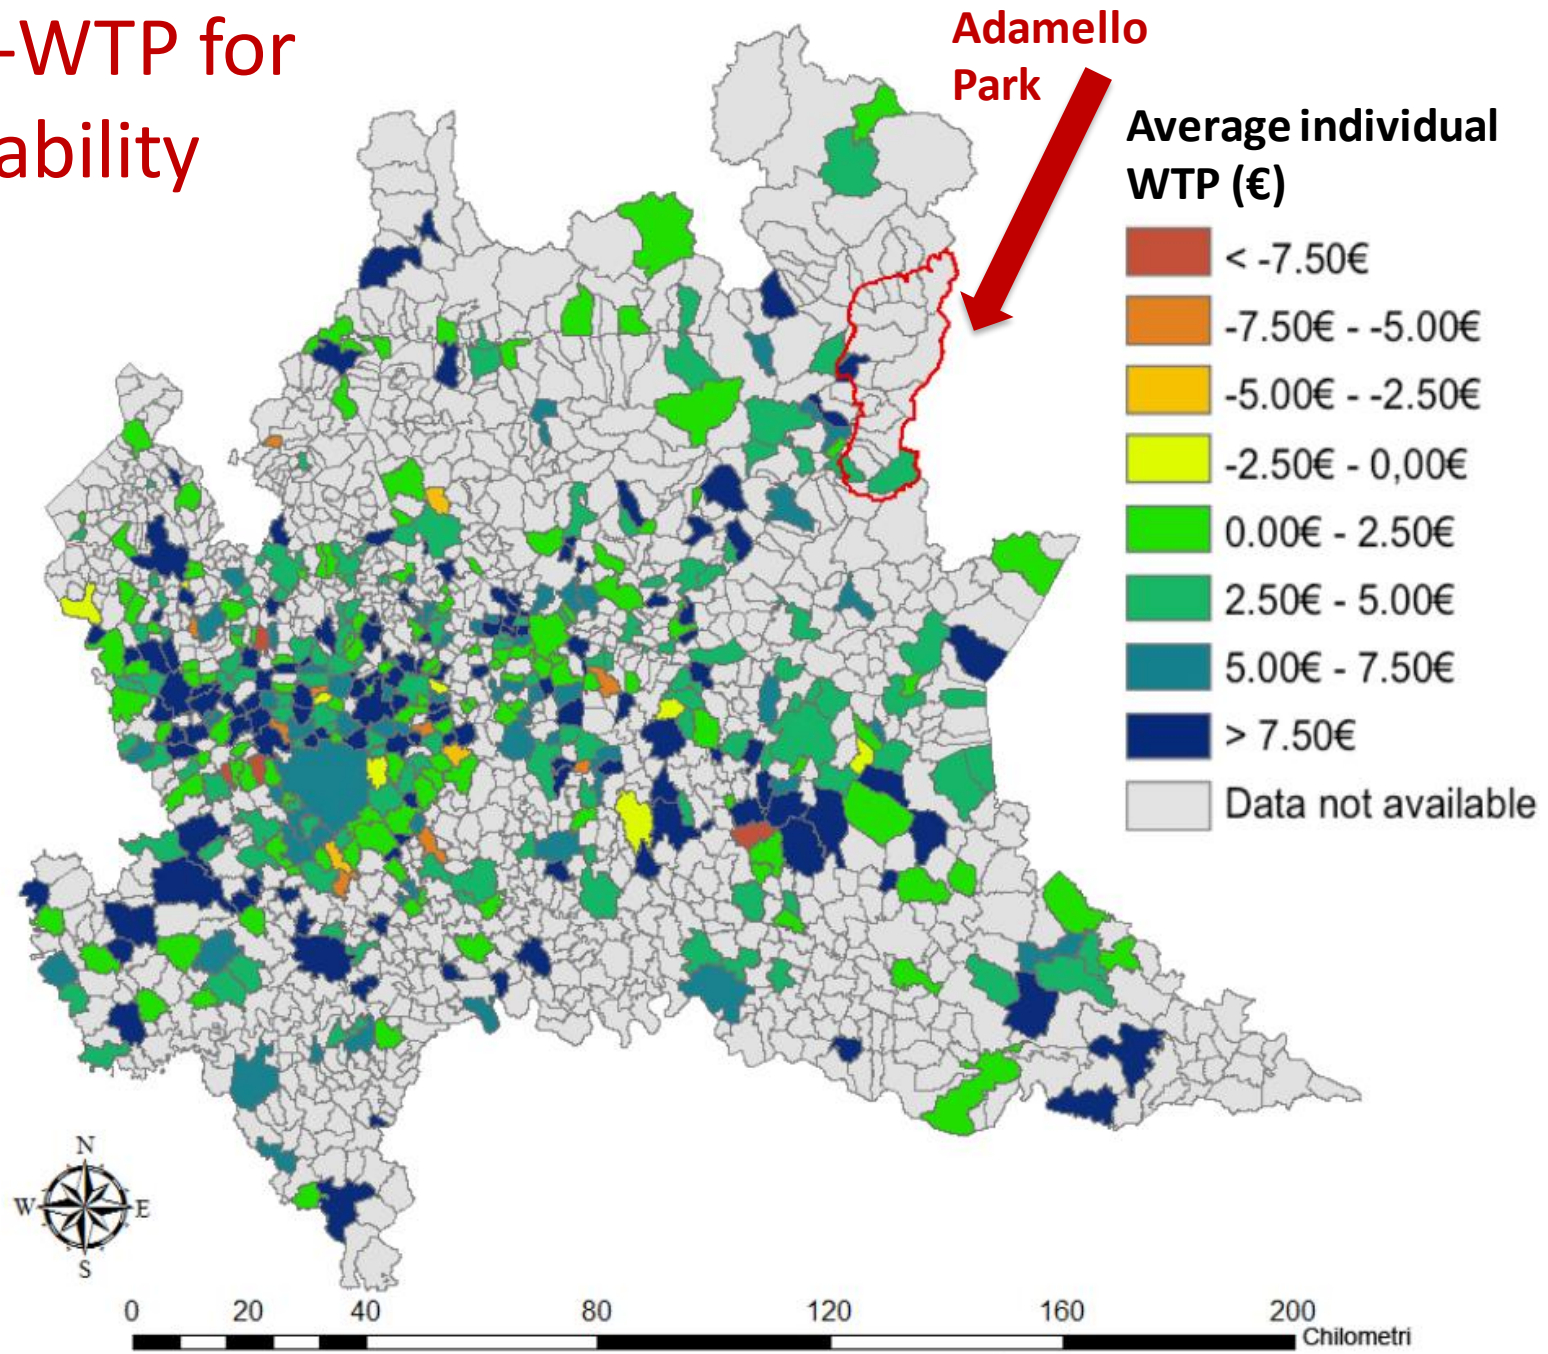 -WTP for
ability
Adamello
Park
Average individual
WTP (€)
< -7.50€
-7.50€ - -5.00€
-5.00€ - -2.50€
-2.50€ - 0,00€
0.00€ - 2.50€
2.50€ - 5.00€
5.00€ - 7.50€
> 7.50€
Data not available
N
W E
S
0 20 40 80 120 160 200
Chilometri